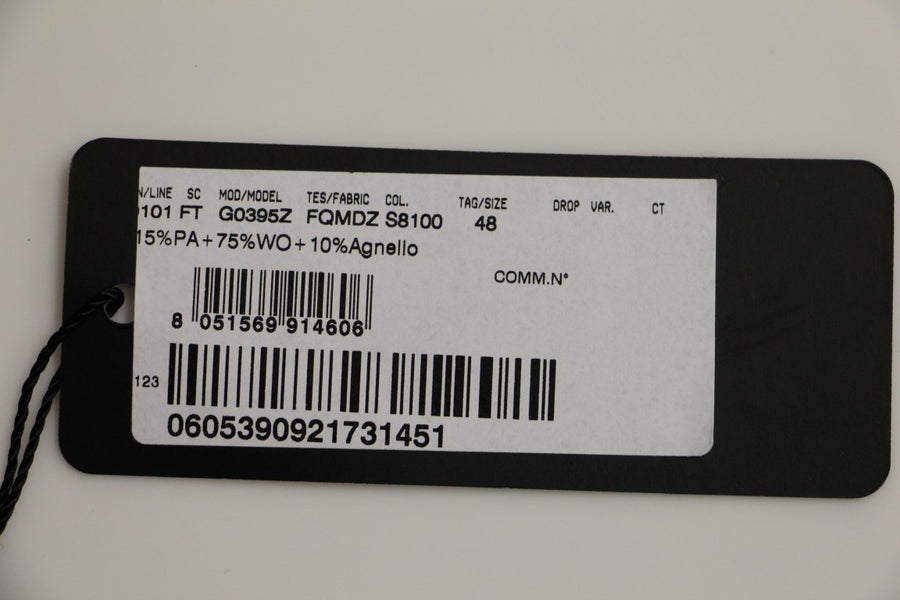 N/LINE SC MOD/MODEL TES/FABRIC COL. TAG/SIZE DROP VAR. CT
0101 FT G0395Z FQMDZ S8100 48
15%PA+75%WO+10%Agnello
COMM.N°
8 051569 914606
123
0605390921731451